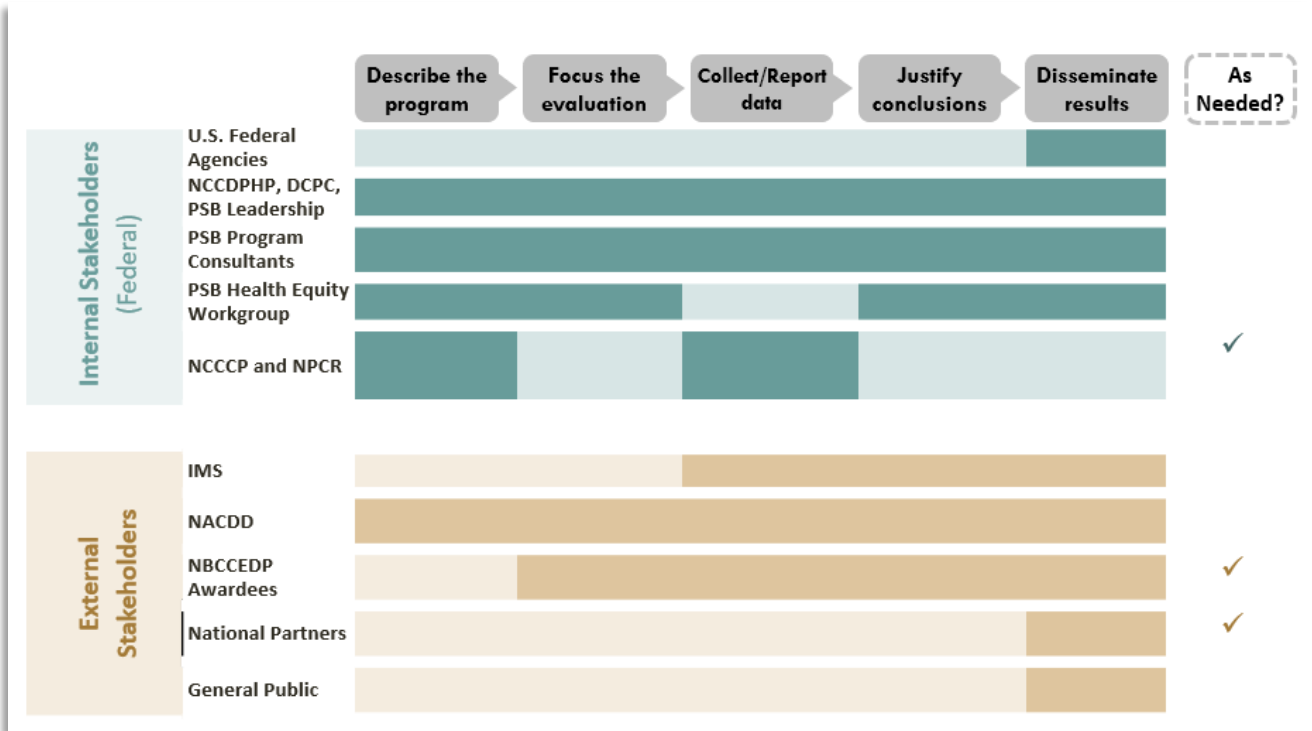 Describe the
program
Focus the
evaluation
Collect/Report
data
Justify
conclusions
Disseminate
results
As
Needed?
Internal Stakeholders
(Federal)
U.S. Federal
Agencies
NCCDPHP, DCPC,
PSB Leadership
PSB Program
Consultants
PSB Health Equity
Workgroup
NCCCP and NPCR
✓
External
Stakeholders
IMS
NACDD
NBCCEDP
Awardees
✓
National Partners
✓
General Public